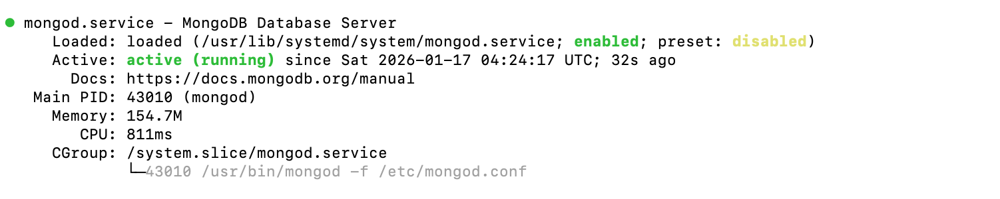 ● mongod.service - MongoDB Database Server
Loaded: loaded (/usr/lib/systemd/system/mongod.service; enabled; preset: disabled)
Active: active (running) since Sat 2026-01-17 04:24:17 UTC; 32s ago
Docs: https://docs.mongodb.org/manual
Main PID: 43010 (mongod)
Memory: 154.7M
CPU: 811ms
CGroup: /system.slice/mongod.service
└─43010 /usr/bin/mongod -f /etc/mongod.conf